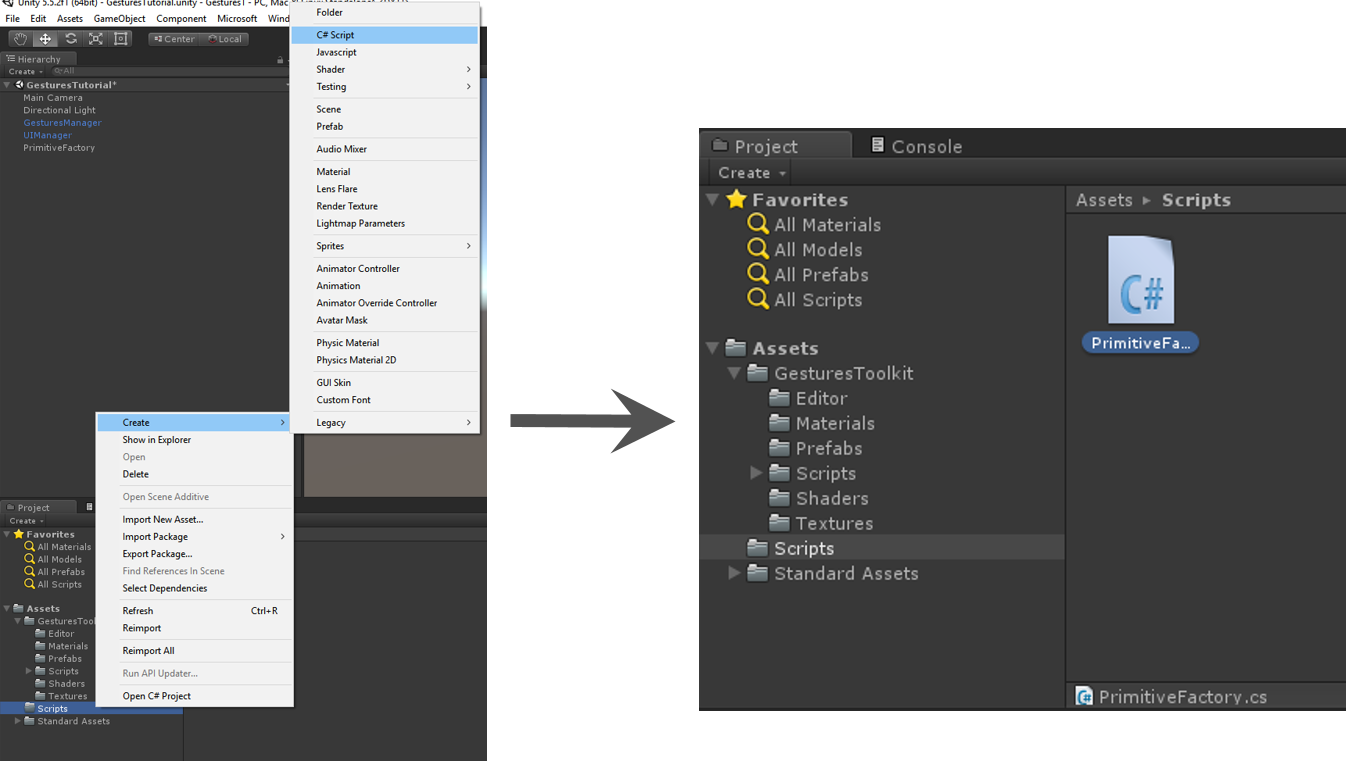 Unity 5.5.2f1 (64bit) - GesturesTutorial.unity - Gestures1 - PC, Mac
File Edit Assets GameObject Component Microsoft
Center Local
Hierarchy
Create All
GesturesTutorial*
Main Camera
Directional Light
GesturesManager
UIManager
PrimitiveFactory
Folder
C# Script
Javascript
Shader
Testing
Scene
Prefab
Audio Mixer
Material
Lens Flare
Render Texture
Lightmap Parameters
Sprites
Animator Controller
Animation
Animator Override Controller
Avatar Mask
Physic Material
Physics Material 2D
GUI Skin
Custom Font
Legacy
Create
Show in Explorer
Open
Delete
Open Scene Additive
Import New Asset...
Import Package
Export Package...
Find References In Scene
Select Dependencies
Refresh Ctrl+R
Reimport
Reimport All
Run API Updater...
Open C# Project
Project
Create
Favorites
All Materials
All Models
All Prefabs
All Scripts
Assets
GesturesTool
Editor
Materials
Prefabs
Scripts
Shaders
Textures
Scripts
Standard Assets
Project Console
Create
Favorites
All Materials
All Models
All Prefabs
All Scripts
Assets
GesturesToolkit
Editor
Materials
Prefabs
Scripts
Shaders
Textures
Scripts
Standard Assets
Assets Scripts
C#
PrimitiveFa...
PrimitiveFactory.cs